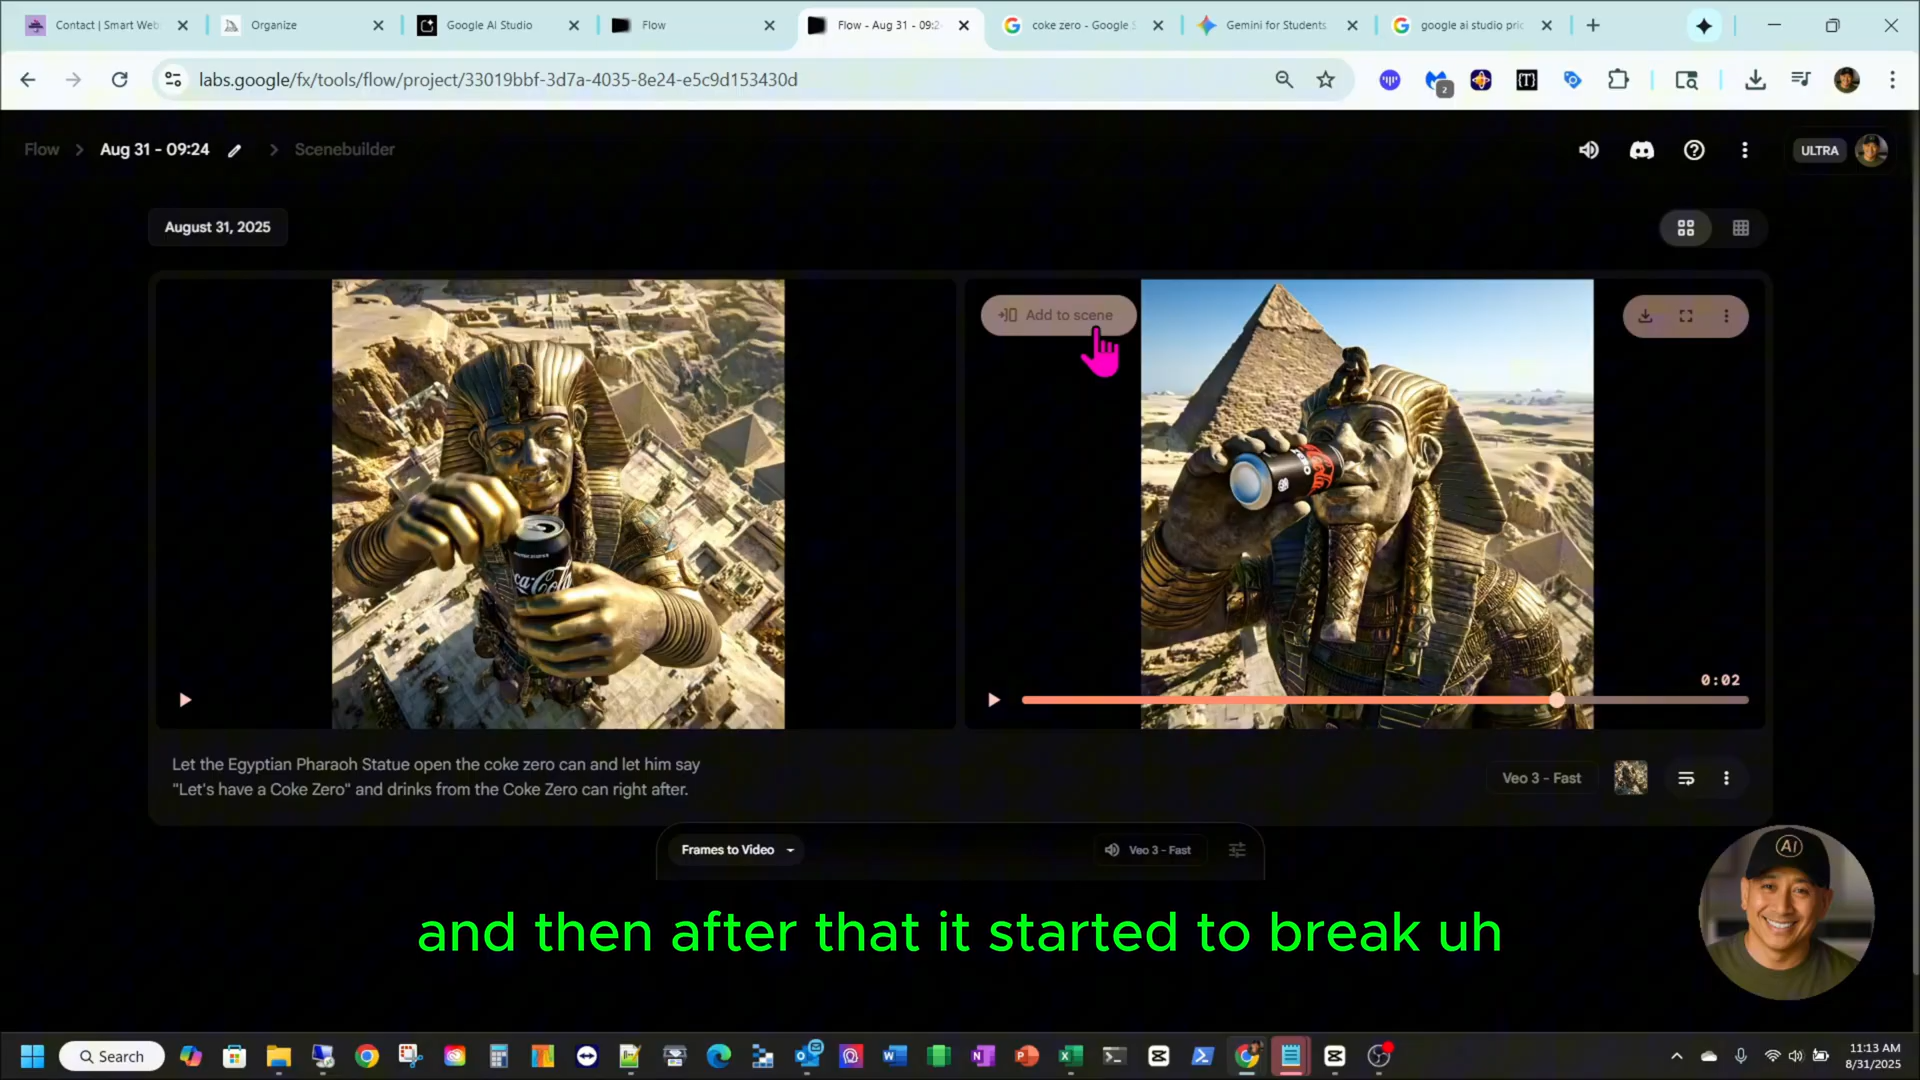 Contact | Smart Web
Organize
Google AI Studio
Flow
Flow - Aug 31 - 09:2
coke zero - Google S
Gemini for Students
google ai studio pric
labs.google/fx/tools/flow/project/33019bbf-3d7a-4035-8e24-e5c9d153430d
2
Flow
Aug 31 - 09:24
Scenebuilder
ULTRA
August 31, 2025
Add to scene
0:02
Let the Egyptian Pharaoh Statue open the coke zero can and let him say
"Let's have a Coke Zero" and drinks from the Coke Zero can right after.
Veo 3 - Fast
Frames to Video
Veo 3 - Fast
AI
and then after that it started to break uh
Search
11:13 AM
8/31/2025